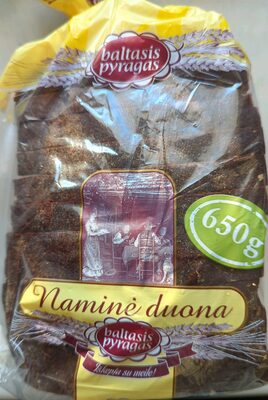 baltasis
pyragas
650g
Naminė duona
baltasis
pyragas
Iškepta su meile!